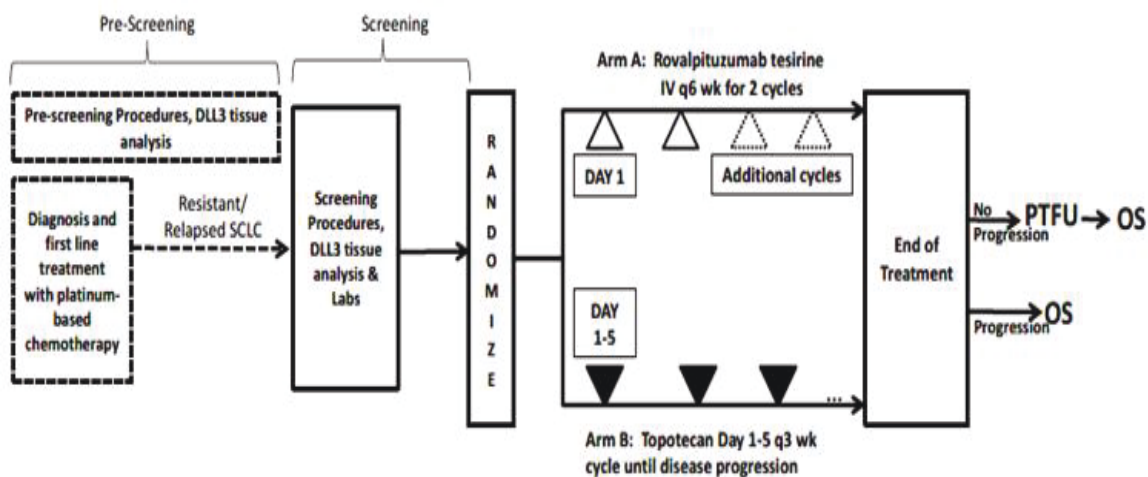 Pre-Screening
Screening
Pre-screening Procedures, DLL3 tissue
analysis
Diagnosis and
first line
treatment
with platinum-
based
chemotherapy
Resistant/
Relapsed SCLC
Screening
Procedures,
DLL3 tissue
analysis &
Labs
R
A
N
D
O
M
I
Z
E
Arm A: Rovalpituzumab tesirine
IV q6 wk for 2 cycles
DAY 1
Additional cycles
DAY
1-5
...
Arm B: Topotecan Day 1-5 q3 wk
cycle until disease progression
End of
Treatment
No
Progression
PTFU
OS
Progression
OS